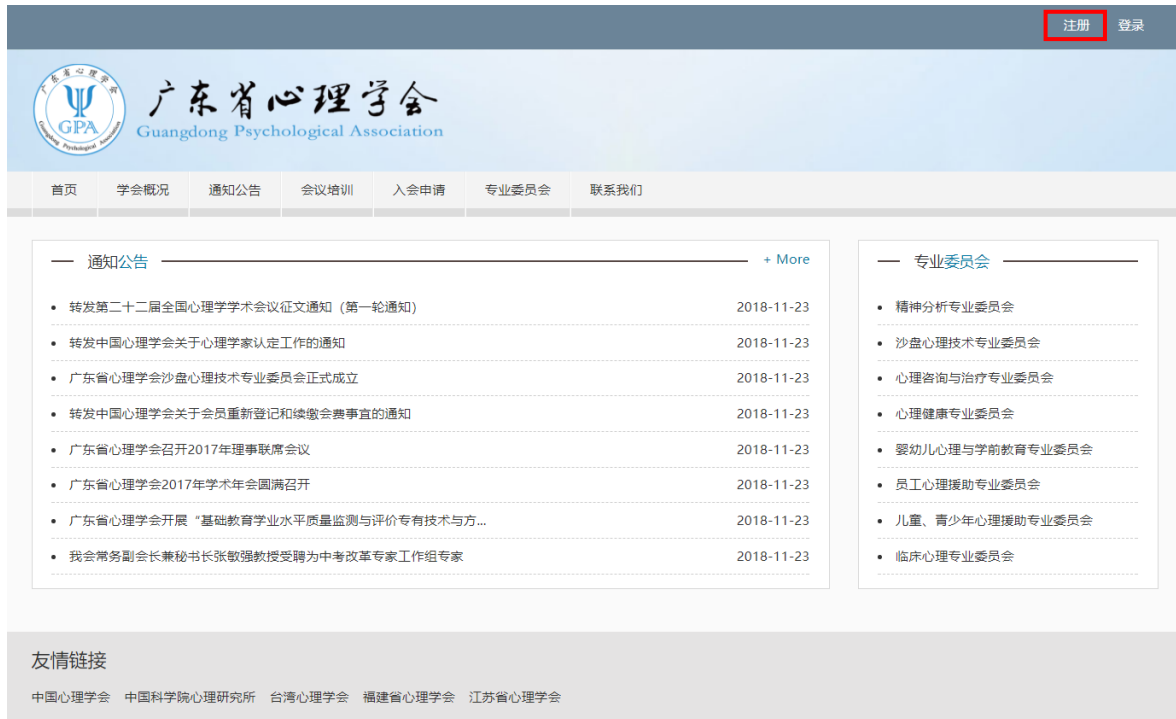 注册 登录
广东省心理学会
GPA
Guangdong Psychological Association
广东省心理学会
Guangdong Psychological Association
首页 学会概况 通知公告 会议培训 入会申请 专业委员会 联系我们
通知公告 + More
转发第二十二届全国心理学学术会议征文通知（第一轮通知） 2018-11-23
转发中国心理学会关于心理学家认定工作的通知 2018-11-23
广东省心理学会沙盘心理技术专业委员会正式成立 2018-11-23
转发中国心理学会关于会员重新登记和续缴会费事宜的通知 2018-11-23
广东省心理学会召开2017年理事联席会议 2018-11-23
广东省心理学会2017年学术年会圆满召开 2018-11-23
广东省心理学会开展“基础教育学业水平质量监测与评价专有技术与方... 2018-11-23
我会常务副会长兼秘书长张敏强教授受聘为中考改革专家工作组专家 2018-11-23
专业委员会
精神分析专业委员会
沙盘心理技术专业委员会
心理咨询与治疗专业委员会
心理健康专业委员会
婴幼儿心理与学前教育专业委员会
员工心理援助专业委员会
儿童、青少年心理援助专业委员会
临床心理专业委员会
友情链接
中国心理学会 中国科学院心理研究所 台湾心理学会 福建省心理学会 江苏省心理学会